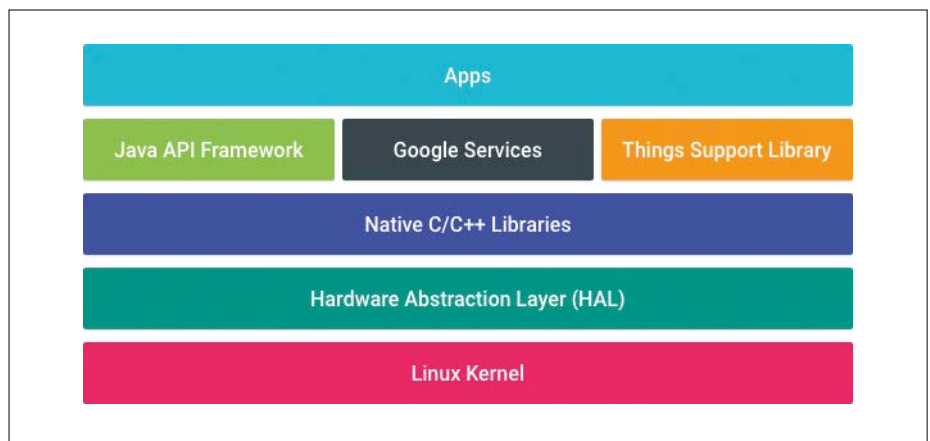 Apps
Java API Framework
Google Services
Things Support Library
Native C/C++ Libraries
Hardware Abstraction Layer (HAL)
Linux Kernel